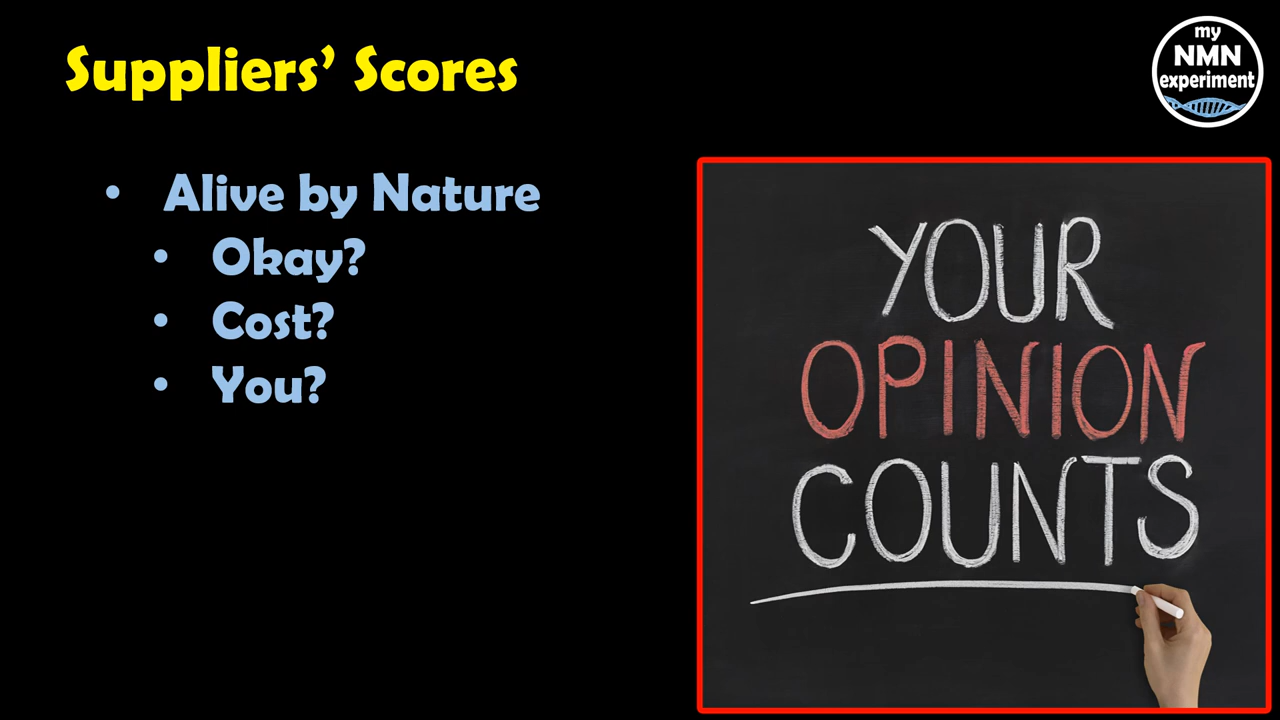 Suppliers' Scores
my
NMN
experiment
• Alive by Nature
• Okay?
• Cost?
• You?
YOUR
OPINION
COUNTS